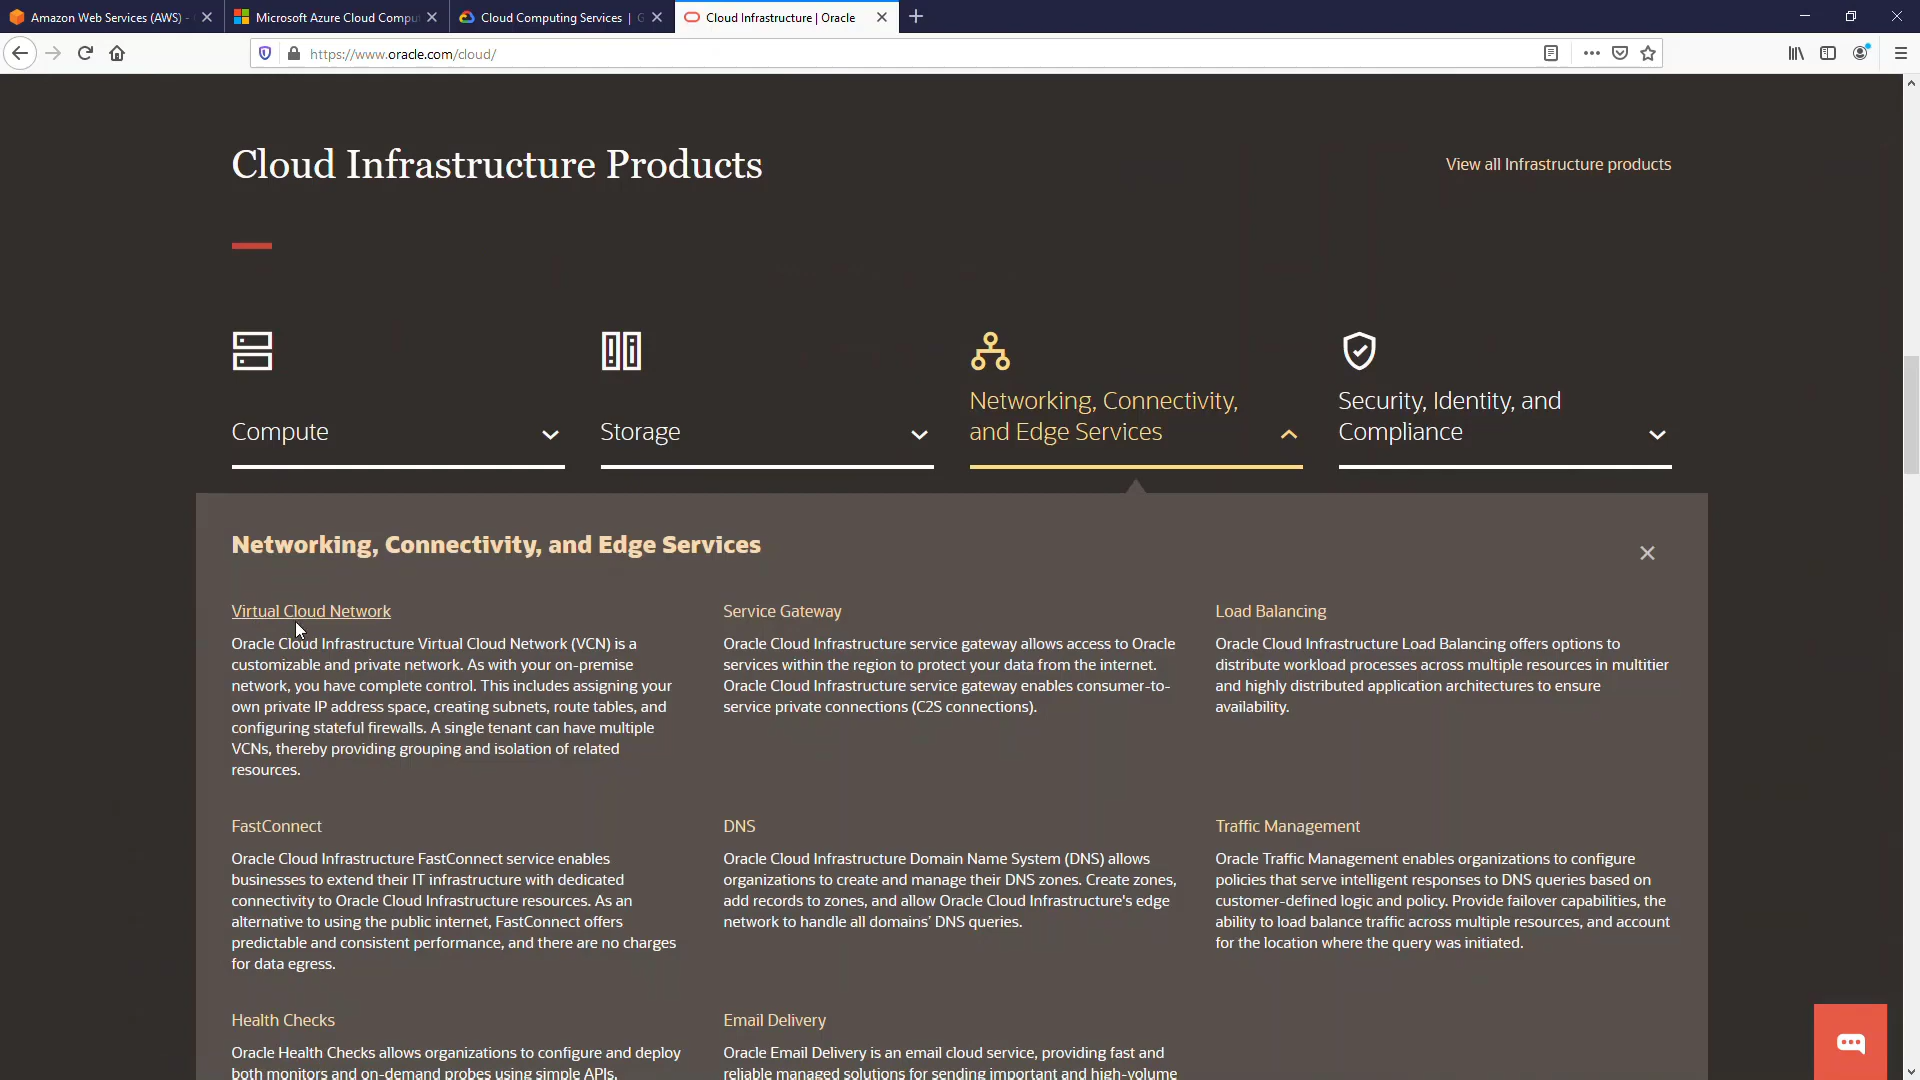 Amazon Web Services (AWS) -
Microsoft Azure Cloud Compu
Cloud Computing Services | G
Cloud Infrastructure | Oracle
https://www.oracle.com/cloud/
Cloud Infrastructure Products
View all Infrastructure products
Compute
Storage
Networking, Connectivity,
and Edge Services
Security, Identity, and
Compliance
Networking, Connectivity, and Edge Services
Virtual Cloud Network
Oracle Cloud Infrastructure Virtual Cloud Network (VCN) is a
customizable and private network. As with your on-premise
network, you have complete control. This includes assigning your
own private IP address space, creating subnets, route tables, and
configuring stateful firewalls. A single tenant can have multiple
VCNs, thereby providing grouping and isolation of related
resources.
Service Gateway
Oracle Cloud Infrastructure service gateway allows access to Oracle
services within the region to protect your data from the internet.
Oracle Cloud Infrastructure service gateway enables consumer-to-
service private connections (C2S connections).
Load Balancing
Oracle Cloud Infrastructure Load Balancing offers options to
distribute workload processes across multiple resources in multitier
and highly distributed application architectures to ensure
availability.
FastConnect
Oracle Cloud Infrastructure FastConnect service enables
businesses to extend their IT infrastructure with dedicated
connectivity to Oracle Cloud Infrastructure resources. As an
alternative to using the public internet, FastConnect offers
predictable and consistent performance, and there are no charges
for data egress.
DNS
Oracle Cloud Infrastructure Domain Name System (DNS) allows
organizations to create and manage their DNS zones. Create zones,
add records to zones, and allow Oracle Cloud Infrastructure's edge
network to handle all domains’ DNS queries.
Traffic Management
Oracle Traffic Management enables organizations to configure
policies that serve intelligent responses to DNS queries based on
customer-defined logic and policy. Provide failover capabilities, the
ability to load balance traffic across multiple resources, and account
for the location where the query was initiated.
Health Checks
Oracle Health Checks allows organizations to configure and deploy
both monitors and on-demand probes using simple APIs.
Email Delivery
Oracle Email Delivery is an email cloud service, providing fast and
reliable managed solutions for sending important and high-volume